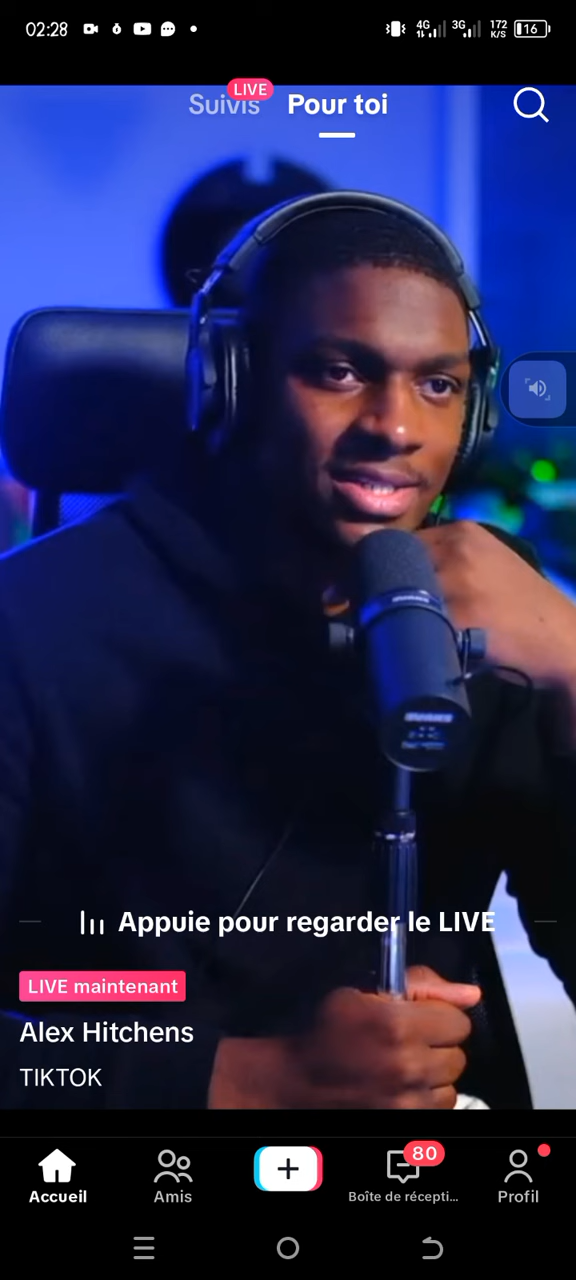 02:28
4G
3G
172
K/S
16
LIVE
Suivis
Pour toi
Appuie pour regarder le LIVE
LIVE maintenant
Alex Hitchens
TIKTOK
80
Accueil
Amis
Boîte de récepti...
Profil